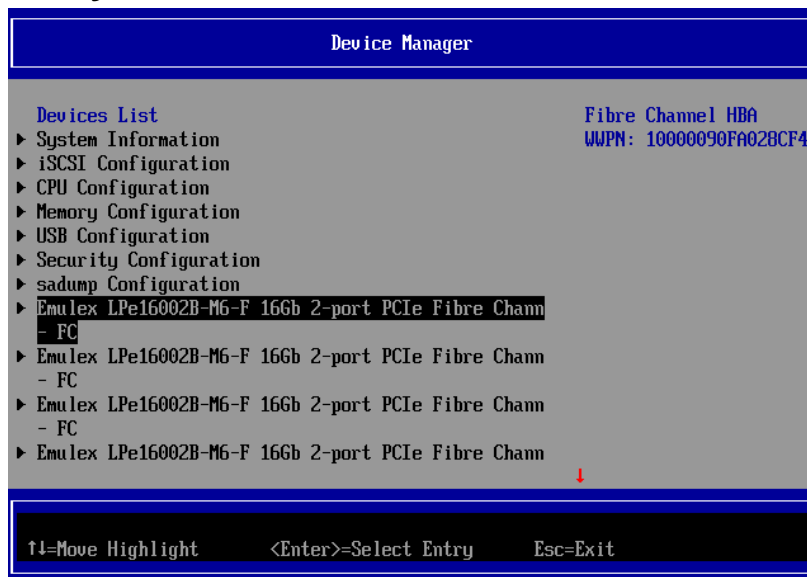 Device Manager
Devices List
Fibre Channel HBA
▶ System Information
WWPN: 10000090FA028CF4
▶ iSCSI Configuration
▶ CPU Configuration
▶ Memory Configuration
▶ USB Configuration
▶ Security Configuration
▶ sadump Configuration
▶ Emulex LPe16002B-M6-F 16Gb 2-port PCIe Fibre Chann
- FC
▶ Emulex LPe16002B-M6-F 16Gb 2-port PCIe Fibre Chann
- FC
▶ Emulex LPe16002B-M6-F 16Gb 2-port PCIe Fibre Chann
- FC
▶ Emulex LPe16002B-M6-F 16Gb 2-port PCIe Fibre Chann
↓
↑↓=Move Highlight <Enter>=Select Entry Esc=Exit